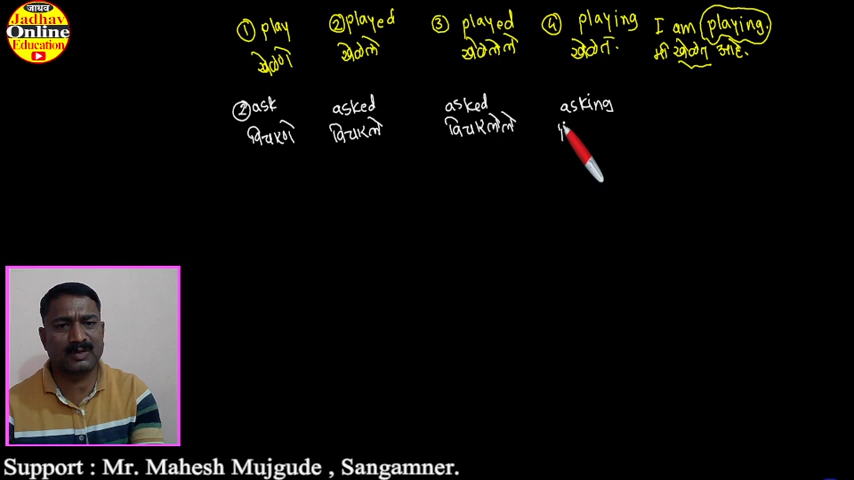 जाधव
Jadhav
Online
Education
① play ② played ③ played ④ playing I am playing.
खेळणे खेळले खेळलेले खेळत. मी खेळत आहे.
② ask asked asked asking
विचारणे विचारले विचारलेले वि
Support : Mr. Mahesh Mujgude , Sangamner.